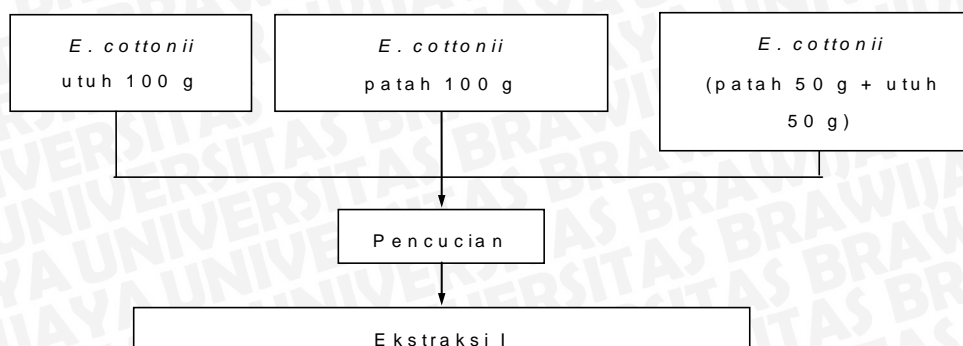 E. cottonii
utuh 100 g
E. cottonii
patah 100 g
E. cottonii
(patah 50 g + utuh
50 g)
Pencucian
Ekstraksi I